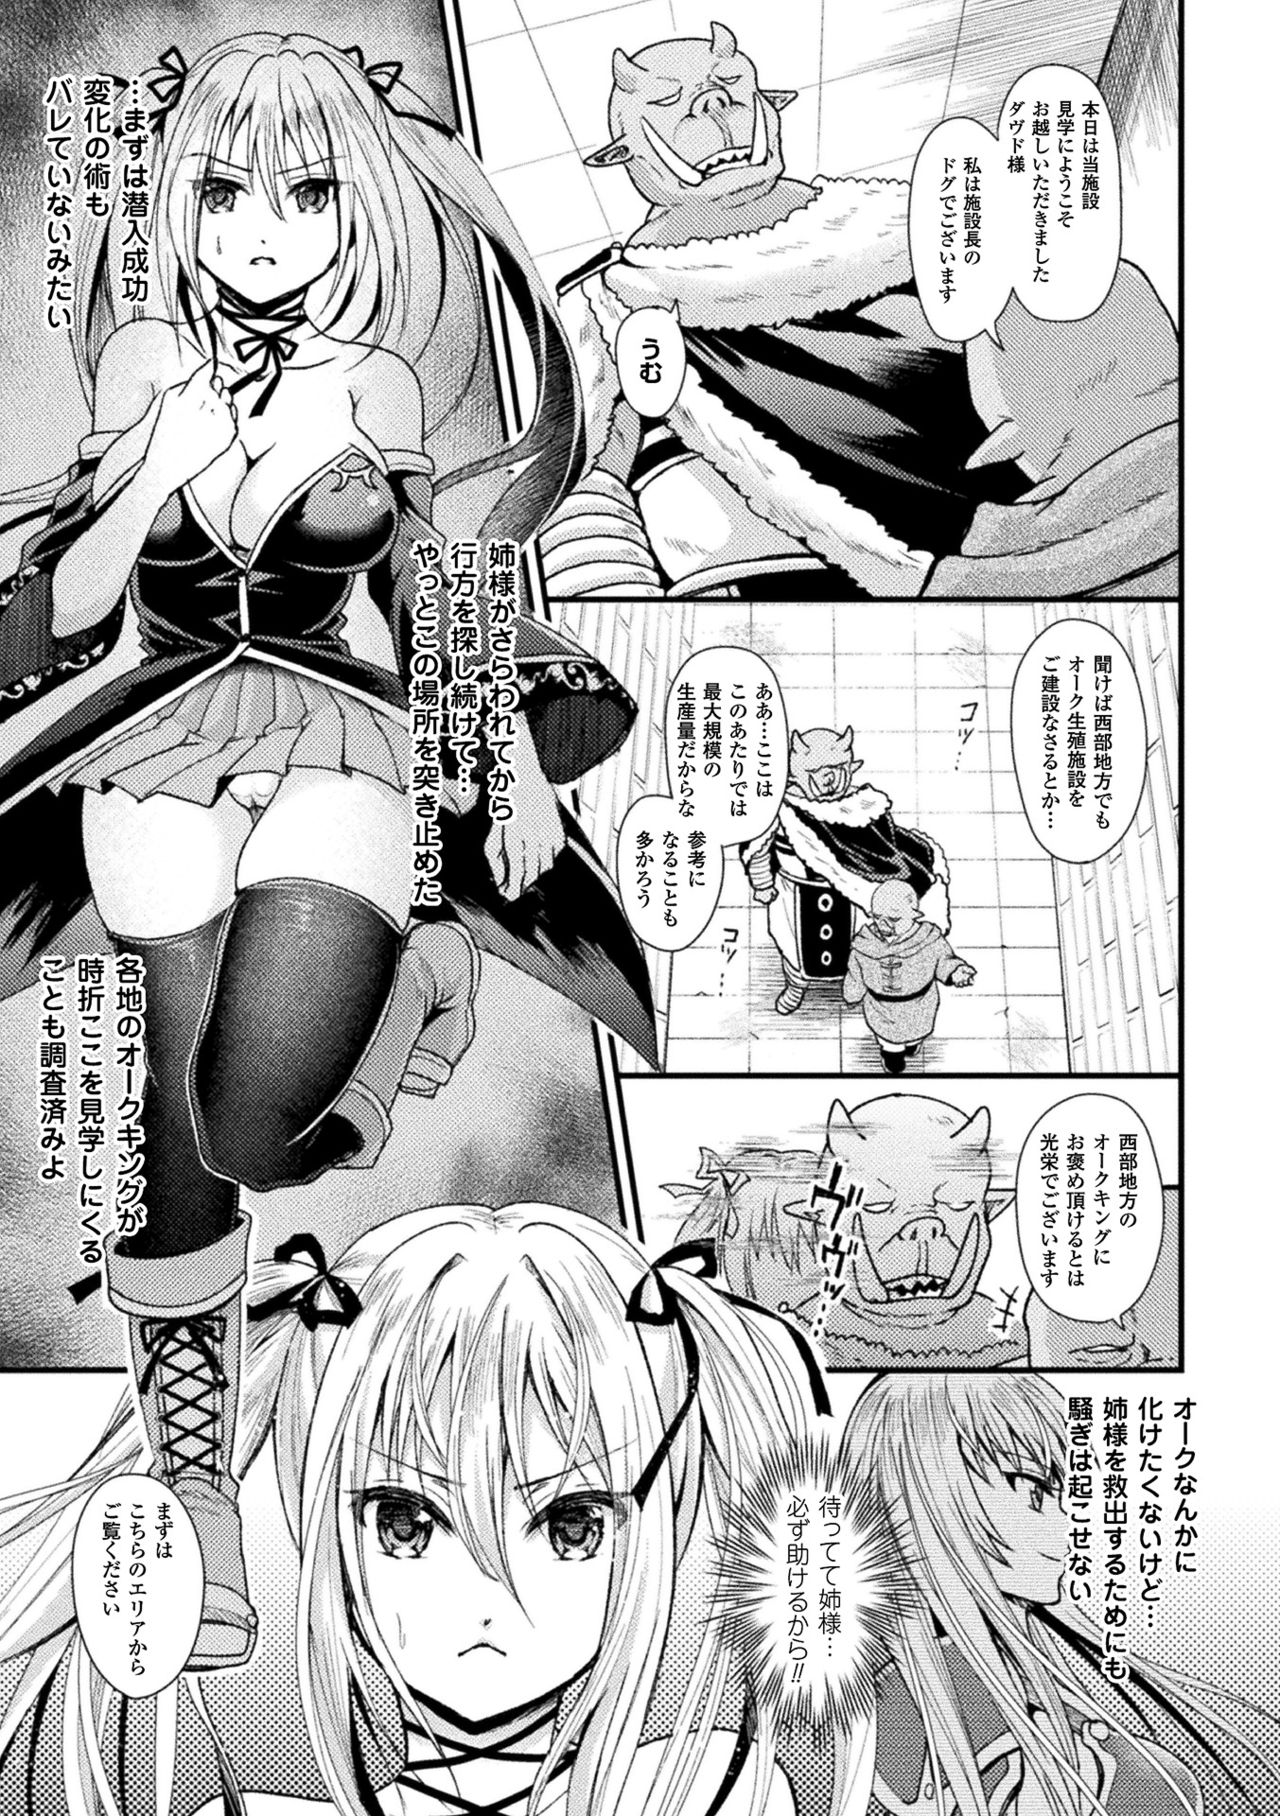 本日は当施設
見学にようこそ
お越しいただきました
ダヴド様
私は施設長の
ドグでございます
うむ
…まずは潜入成功
変化の術も
バレていないみたい
姉様がさらわれてから
行方を探し続けて…
やっとこの場所を突き止めた
各地のオークキングが
時折ここを見学しにくる
ことも調査済みよ
聞けば西部地方でも
オーク生殖施設を
ご建設なさるとか…
ああ…ここは
このあたりでは
最大規模の
生産量だからな
参考に
なることも
多かろう
コッ…
コッ…
西部地方の
オークキングに
お褒め頂けるとは
光栄でございます
ヴヴヴ…
オークなんかに
化けたくないけど…
姉様を救出するためにも
騒ぎは起こせない
待ってて姉様…
必ず助けるから!!
まずは
こちらのエリアから
ご覧ください